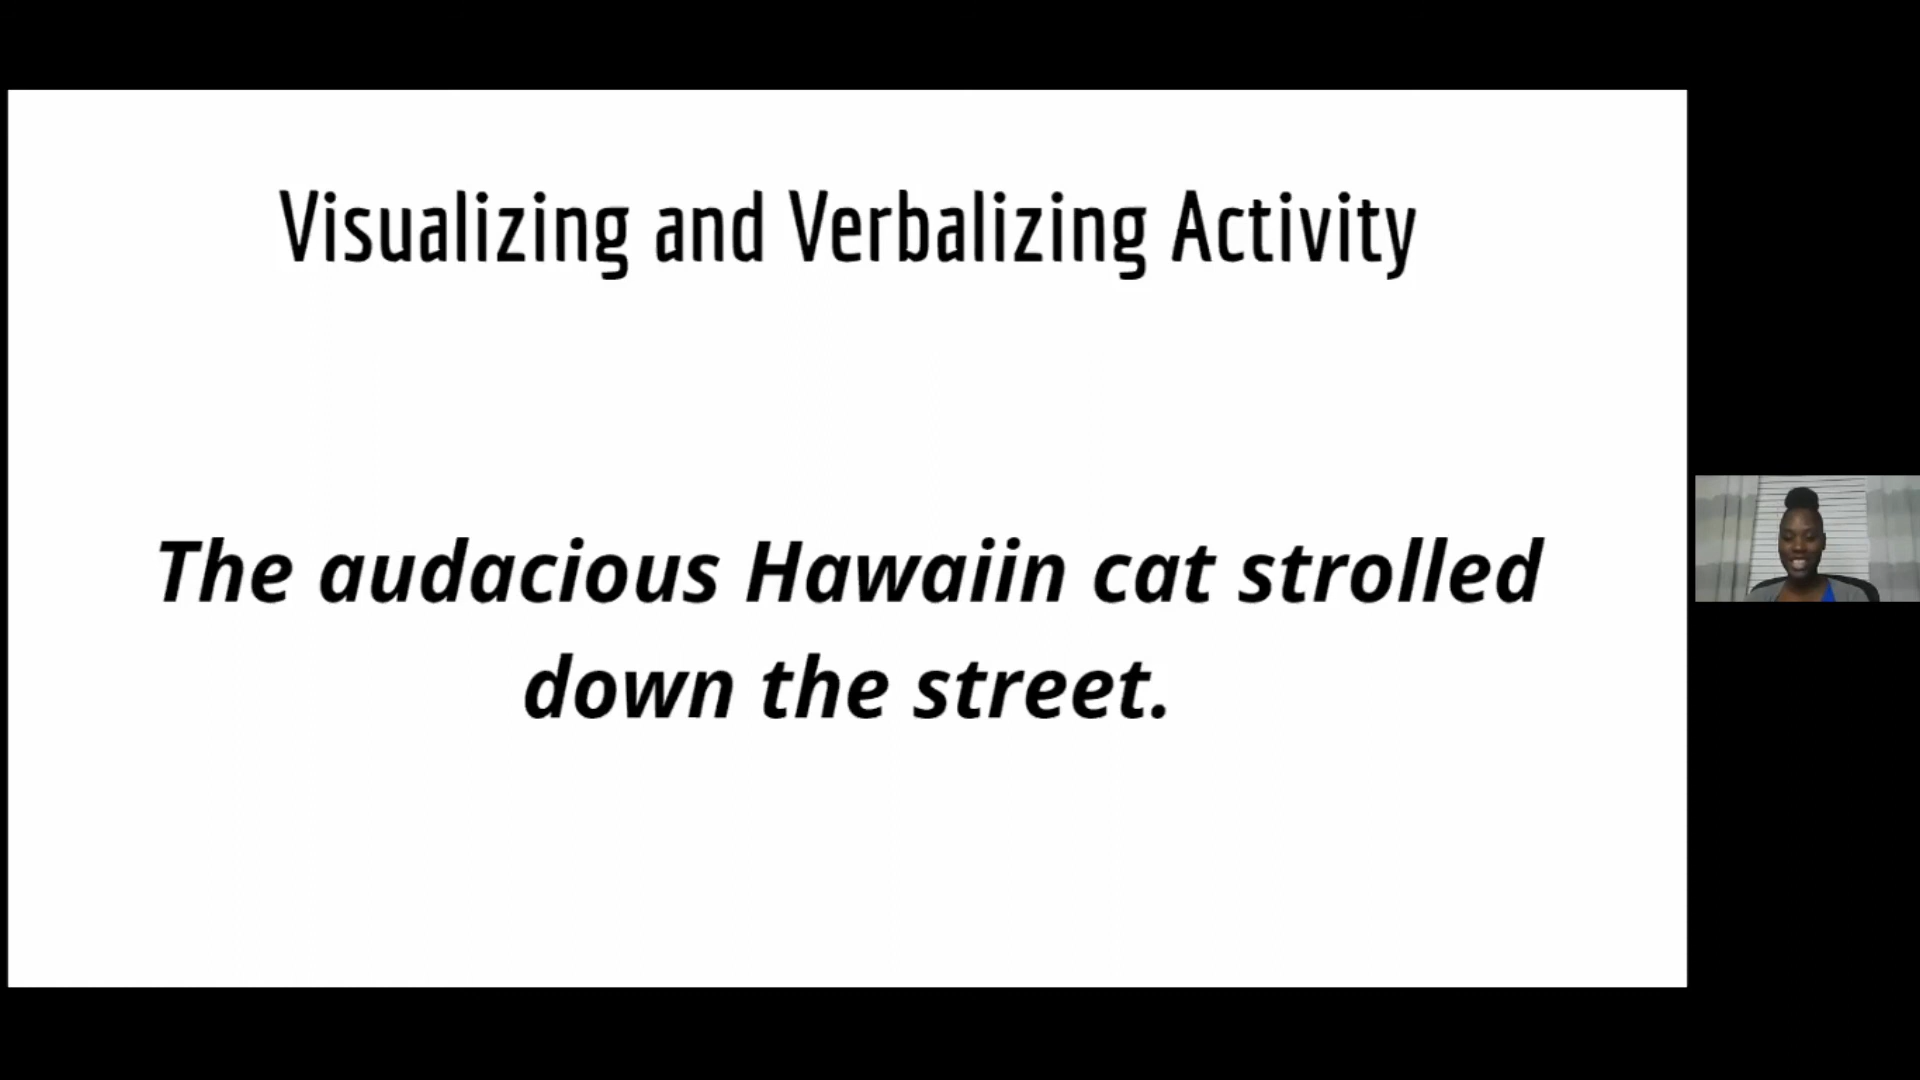 Visualizing and Verbalizing Activity
The audacious Hawaiin cat strolled
down the street.